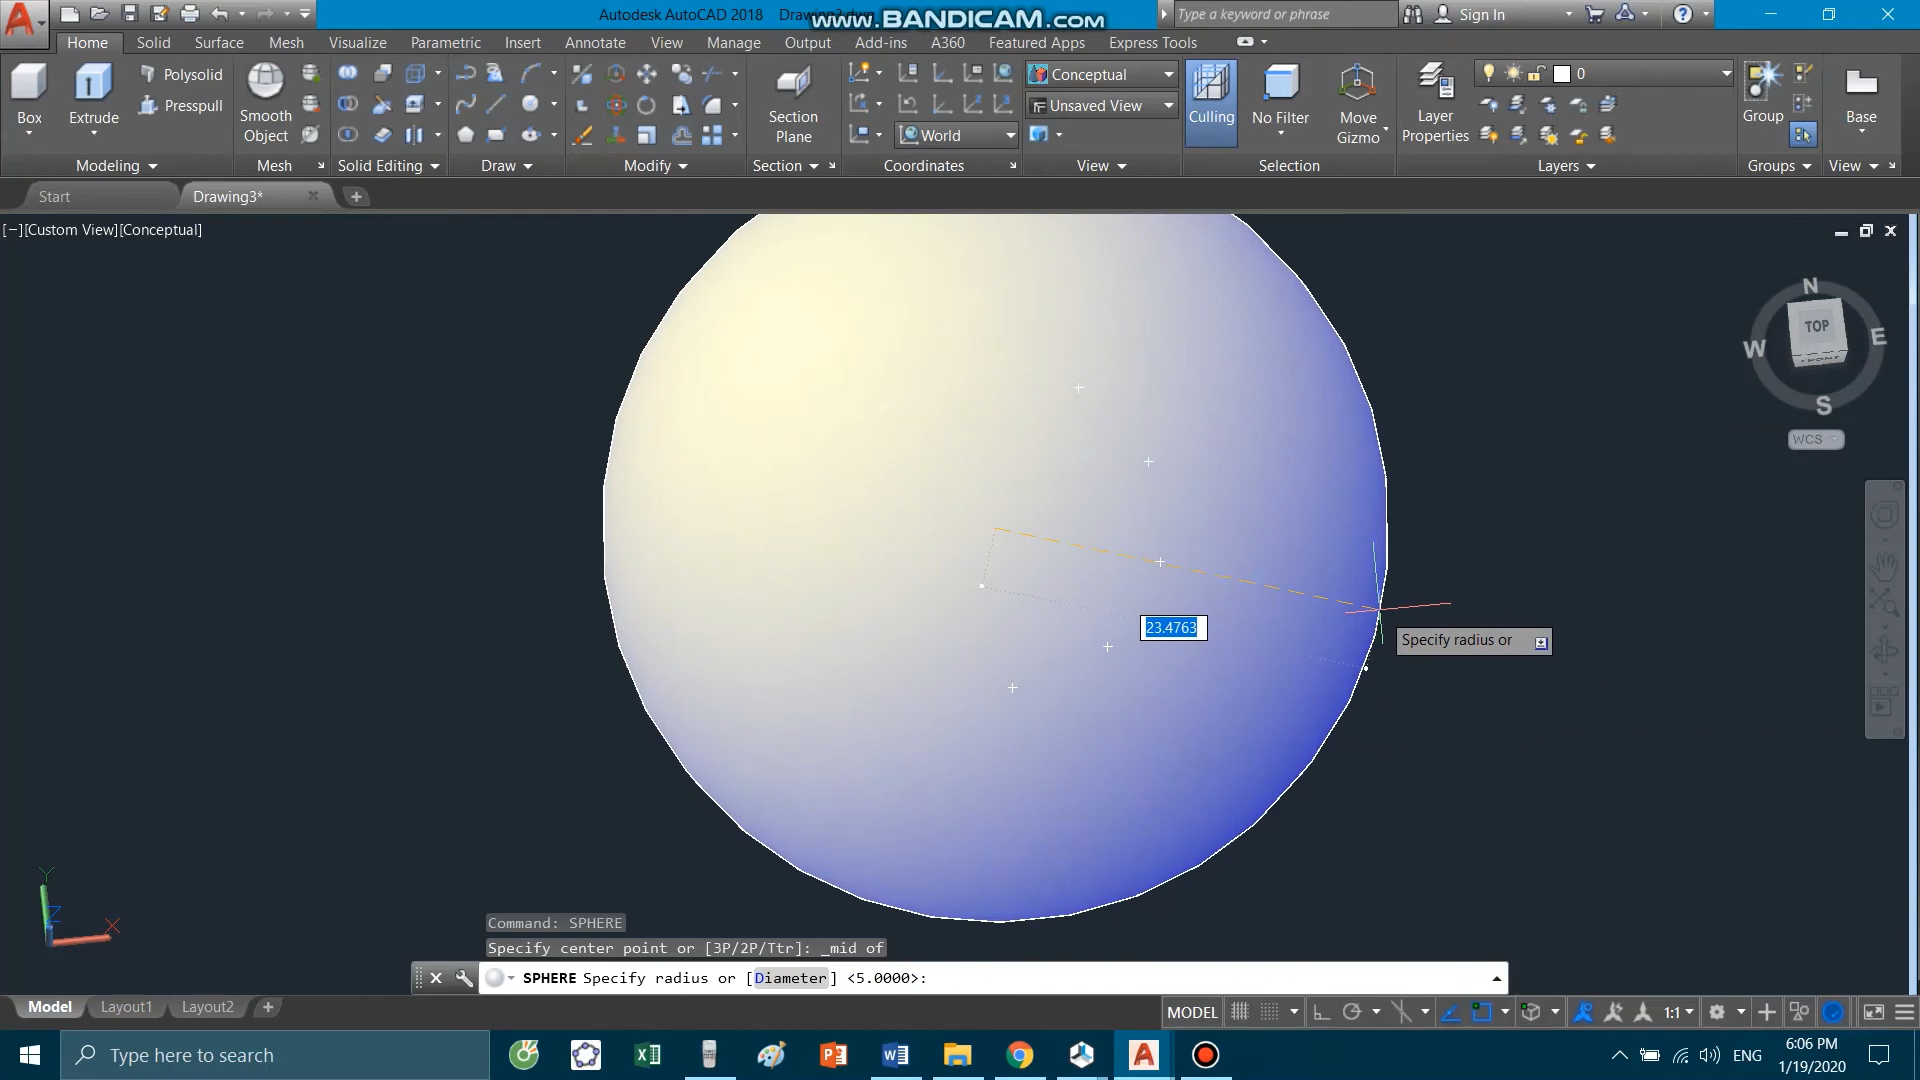 Autodesk AutoCAD 2018 Drawing3.dwg
www.BANDICAM.com
Type a keyword or phrase
Sign In
Home Solid Surface Mesh Visualize Parametric Insert Annotate View Manage Output Add-ins A360 Featured Apps Express Tools
Box
Extrude
Polysolid
Presspull
Smooth
Object
Section
Plane
World
Conceptual
Unsaved View
Culling
No Filter
Move
Gizmo
Layer
Properties
0
Group
Base
Modeling
Mesh
Solid Editing
Draw
Modify
Section
Coordinates
View
Selection
Layers
Groups
View
Start
Drawing3*
[−][Custom View][Conceptual]
N
W
E
S
TOP
FRONT
WCS
23.4763
Specify radius or
Y
Z
X
Command: SPHERE
Specify center point or [3P/2P/Ttr]: _mid of
SPHERE Specify radius or [Diameter] <5.0000>:
Model Layout1 Layout2
MODEL
1:1
Type here to search
ENG
6:06 PM
1/19/2020